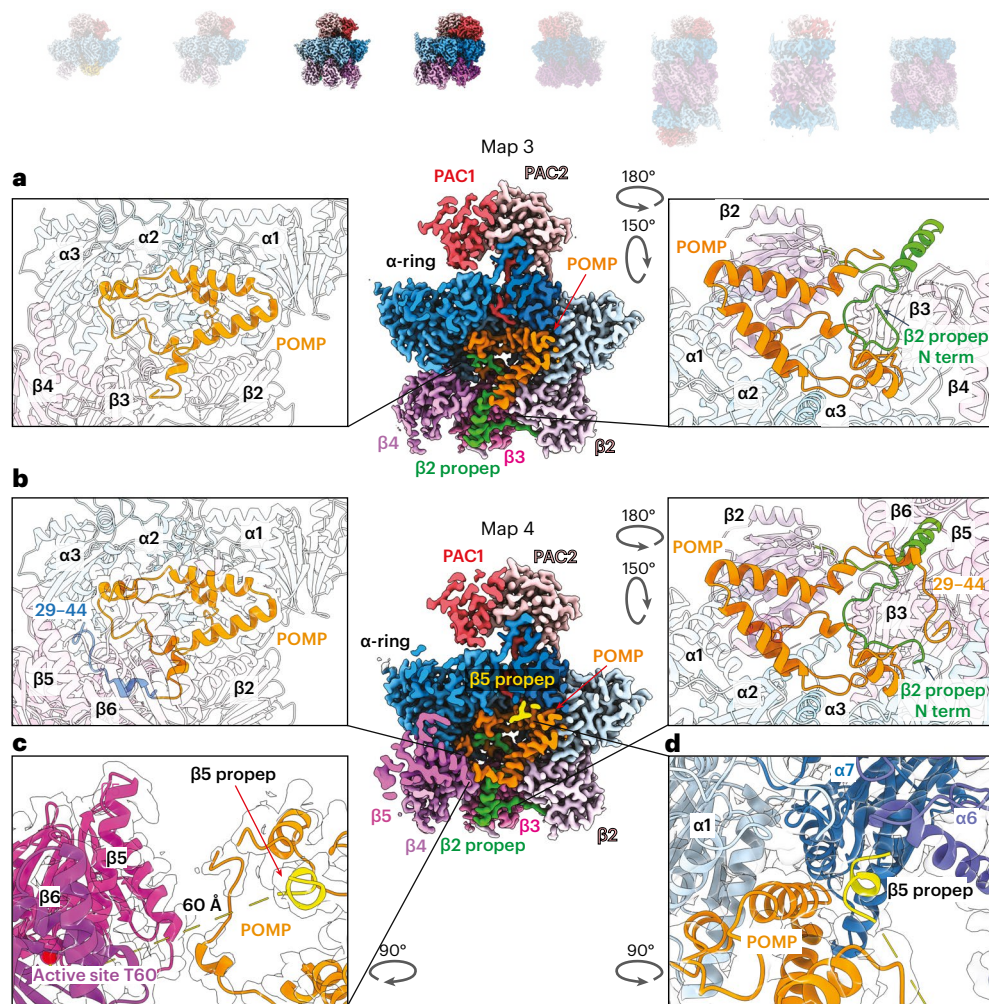 Map 3
a
PAC1
PAC2
180°
150°
α-ring
POMP
β4
β3
β2
β2 propep
α3
α2
α1
POMP
β4
β3
β2
β2
POMP
β3
β2 propep
N term
α1
α2
α3
β4
b
Map 4
PAC1
PAC2
180°
150°
α-ring
β5 propep
POMP
β5
β4
β3
β2
β2 propep
α3
α2
α1
29–44
POMP
β5
β6
β2
β2
β6
β5
POMP
29–44
β3
α1
β2 propep
N term
α2
α3
c
β5 propep
β5
β6
60 Å
POMP
Active site T60
90°
90°
d
α7
α1
α6
β5 propep
POMP